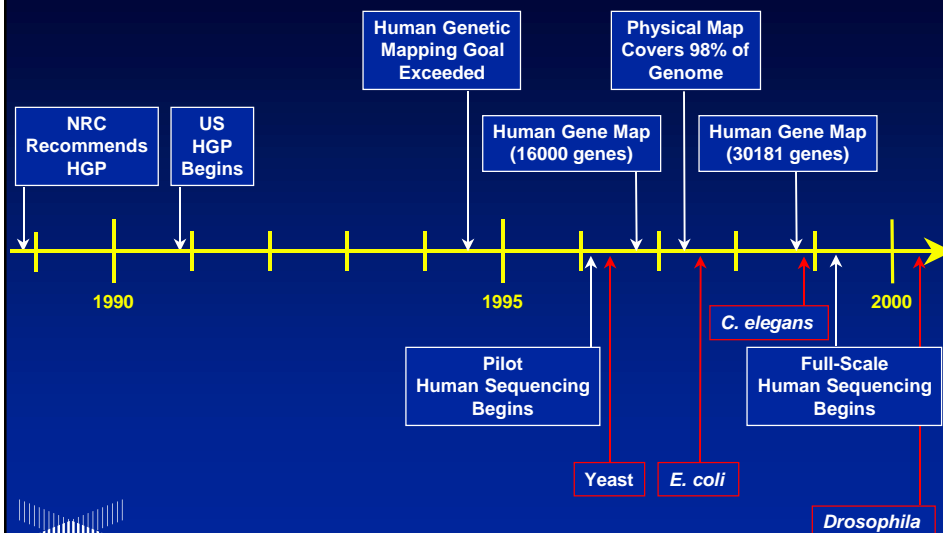 Human Genetic
Mapping Goal
Exceeded
Physical Map
Covers 98% of
Genome
NRC
Recommends
HGP
US
HGP
Begins
Human Gene Map
(16000 genes)
Human Gene Map
(30181 genes)
1990
1995
2000
C. elegans
Pilot
Human Sequencing
Begins
Full-Scale
Human Sequencing
Begins
Yeast
E. coli
Drosophila